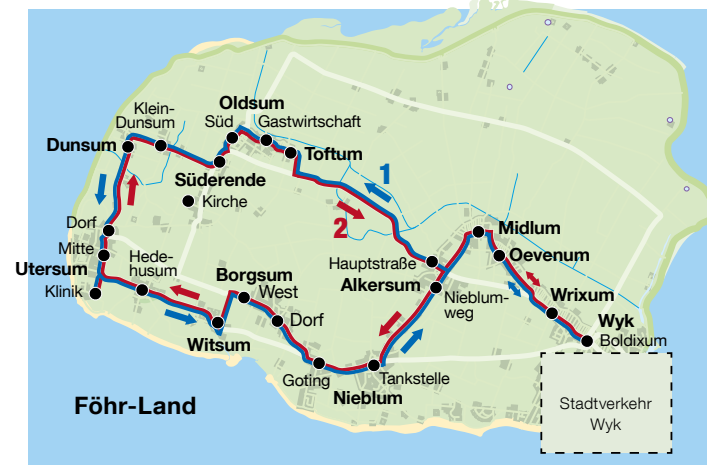 Oldsum
Klein-
Dunsum
Süd
Gastwirtschaft
Dunsum
Toftum
Süderende
Kirche
1
2
Dorf
Mitte
Utersum
Klinik
Hede-
husum
Borgsum
West
Dorf
Witsum
Hauptstraße
Alkersum
Nieblum-
weg
Midlum
Oevenum
Wrixum
Wyk
Boldixum
Goting
Tankstelle
Nieblum
Föhr-Land
Stadtverkehr
Wyk